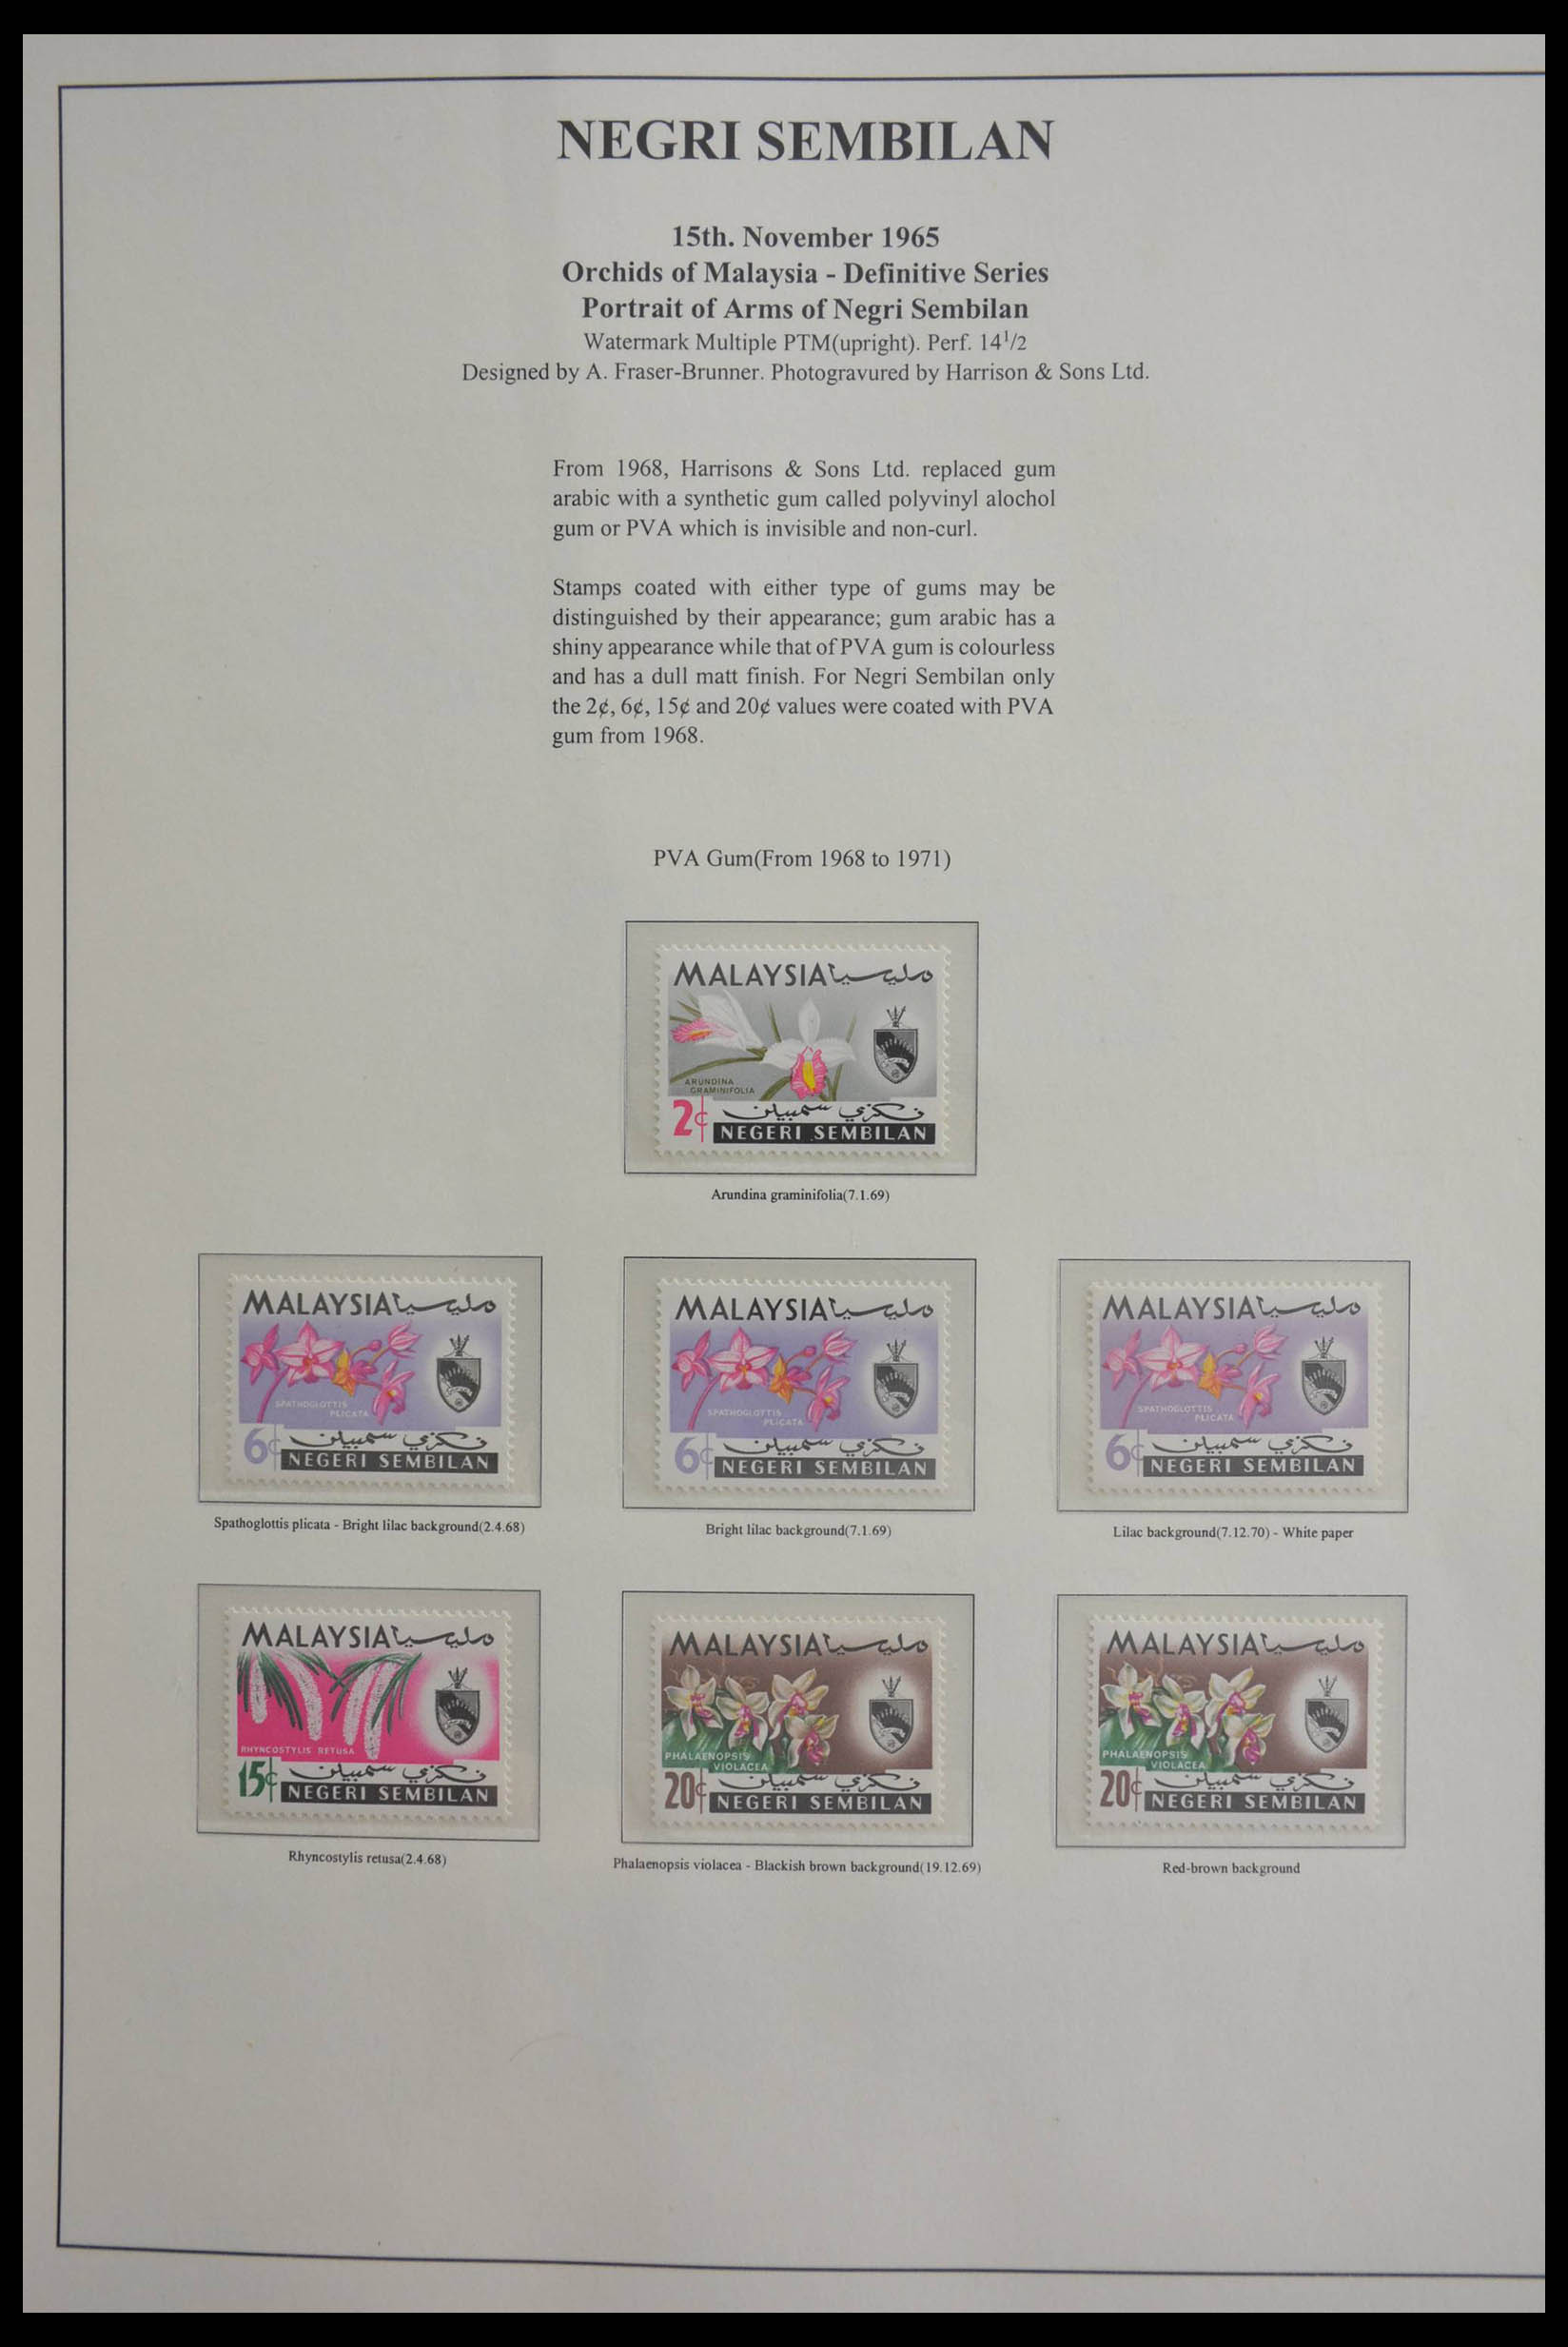 NEGRI SEMBILAN
15th. November 1965
Orchids of Malaysia - Definitive Series
Portrait of Arms of Negri Sembilan
Watermark Multiple PTM(upright). Perf. 14¹/2
Designed by A. Fraser-Brunner. Photogravured by Harrison & Sons Ltd.
From 1968, Harrisons & Sons Ltd. replaced gum
arabic with a synthetic gum called polyvinyl alochol
gum or PVA which is invisible and non-curl.
Stamps coated with either type of gums may be
distinguished by their appearance; gum arabic has a
shiny appearance while that of PVA gum is colourless
and has a dull matt finish. For Negri Sembilan only
the 2¢, 6¢, 15¢ and 20¢ values were coated with PVA
gum from 1968.
PVA Gum(From 1968 to 1971)
MALAYSIA مليسيا
ARUNDINA
GRAMINIFOLIA
2¢ نݢري سمبيلن
NEGERI SEMBILAN
Arundina graminifolia(7.1.69)
MALAYSIA مليسيا
SPATHOGLOTTIS
PLICATA
6¢ نݢري سمبيلن
NEGERI SEMBILAN
Spathoglottis plicata - Bright lilac background(2.4.68)
MALAYSIA مليسيا
SPATHOGLOTTIS
PLICATA
6¢ نݢري سمبيلن
NEGERI SEMBILAN
Bright lilac background(7.1.69)
MALAYSIA مليسيا
SPATHOGLOTTIS
PLICATA
6¢ نݢري سمبيلن
NEGERI SEMBILAN
Lilac background(7.12.70) - White paper
MALAYSIA مليسيا
RHYNCOSTYLIS RETUSA
15¢ نݢري سمبيلن
NEGERI SEMBILAN
Rhyncostylis retusa(2.4.68)
MALAYSIA مليسيا
PHALAENOPSIS
VIOLACEA
20¢ نݢري سمبيلن
NEGERI SEMBILAN
Phalaenopsis violacea - Blackish brown background(19.12.69)
MALAYSIA مليسيا
PHALAENOPSIS
VIOLACEA
20¢ نݢري سمبيلن
NEGERI SEMBILAN
Red-brown background